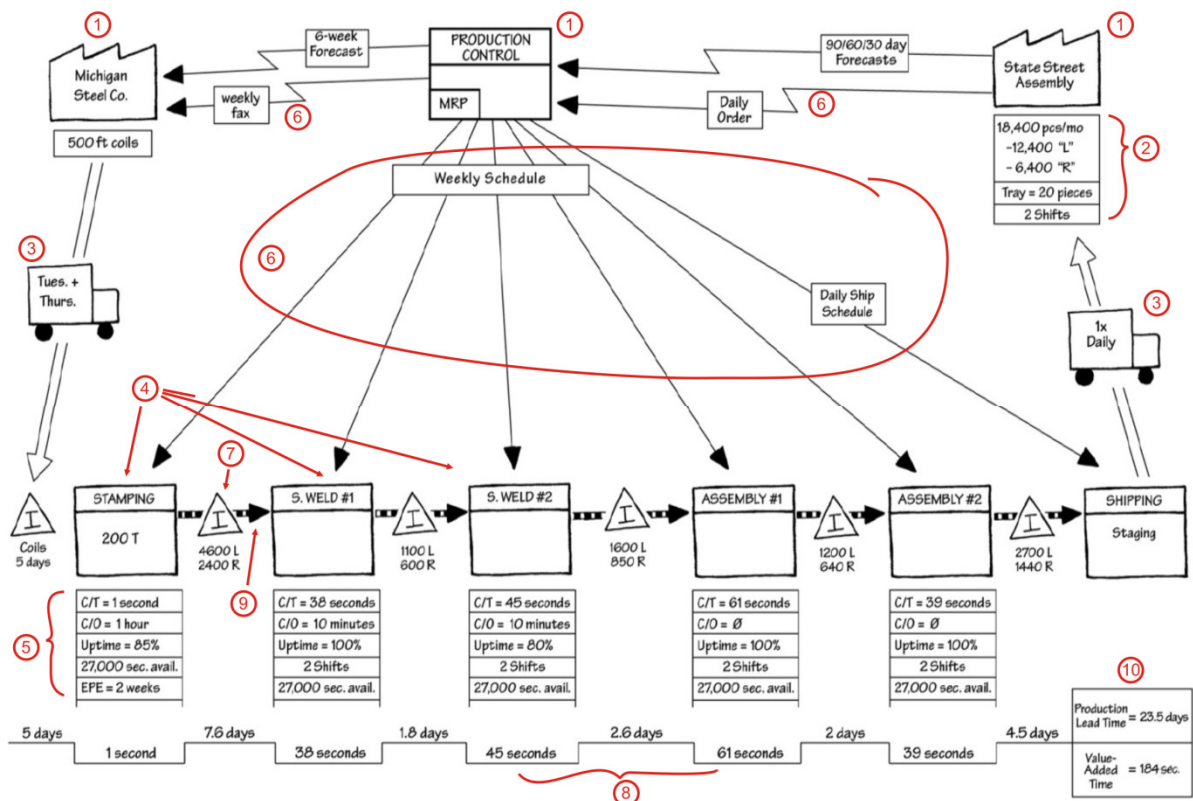 1
Michigan
Steel Co.
500 ft coils
6-week
Forecast
weekly
fax
6
PRODUCTION
CONTROL
MRP
1
90/60/30 day
Forecasts
Daily
Order
6
1
State Street
Assembly
18,400 pcs/mo
-12,400 "L"
- 6,400 "R"
Tray = 20 pieces
2 Shifts
2
Weekly Schedule
6
Daily Ship
Schedule
3
Tues. +
Thurs.
3
1x
Daily
4
7
I
Coils
5 days
STAMPING
200 T
I
4600 L
2400 R
9
S. WELD #1
I
1100 L
600 R
S. WELD #2
I
1600 L
850 R
ASSEMBLY #1
I
1200 L
640 R
ASSEMBLY #2
I
2700 L
1440 R
SHIPPING
Staging
5
C/T = 1 second
C/O = 1 hour
Uptime = 85%
27,000 sec. avail.
EPE = 2 weeks
C/T = 38 seconds
C/O = 10 minutes
Uptime = 100%
2 Shifts
27,000 sec. avail.
C/T = 45 seconds
C/O = 10 minutes
Uptime = 80%
2 Shifts
27,000 sec. avail.
C/T = 61 seconds
C/O = Ø
Uptime = 100%
2 Shifts
27,000 sec. avail.
C/T = 39 seconds
C/O = Ø
Uptime = 100%
2 Shifts
27,000 sec. avail.
5 days
1 second
7.6 days
38 seconds
1.8 days
45 seconds
2.6 days
61 seconds
2 days
39 seconds
4.5 days
8
10
Production
Lead Time = 23.5 days
Value-
Added = 184 sec.
Time